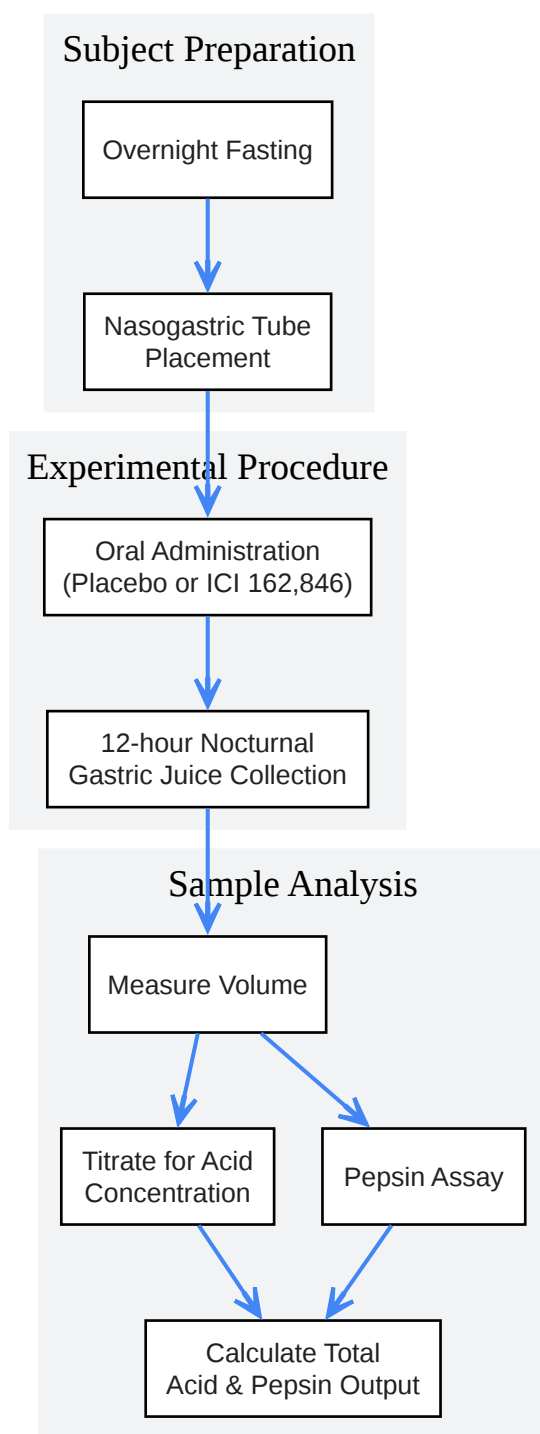 Subject Preparation
Overnight Fasting
Nasogastric Tube
Placement
Experimental Procedure
Oral Administration
(Placebo or ICI 162,846)
12-hour Nocturnal
Gastric Juice Collection
Sample Analysis
Measure Volume
Titrate for Acid
Concentration
Pepsin Assay
Calculate Total
Acid & Pepsin Output